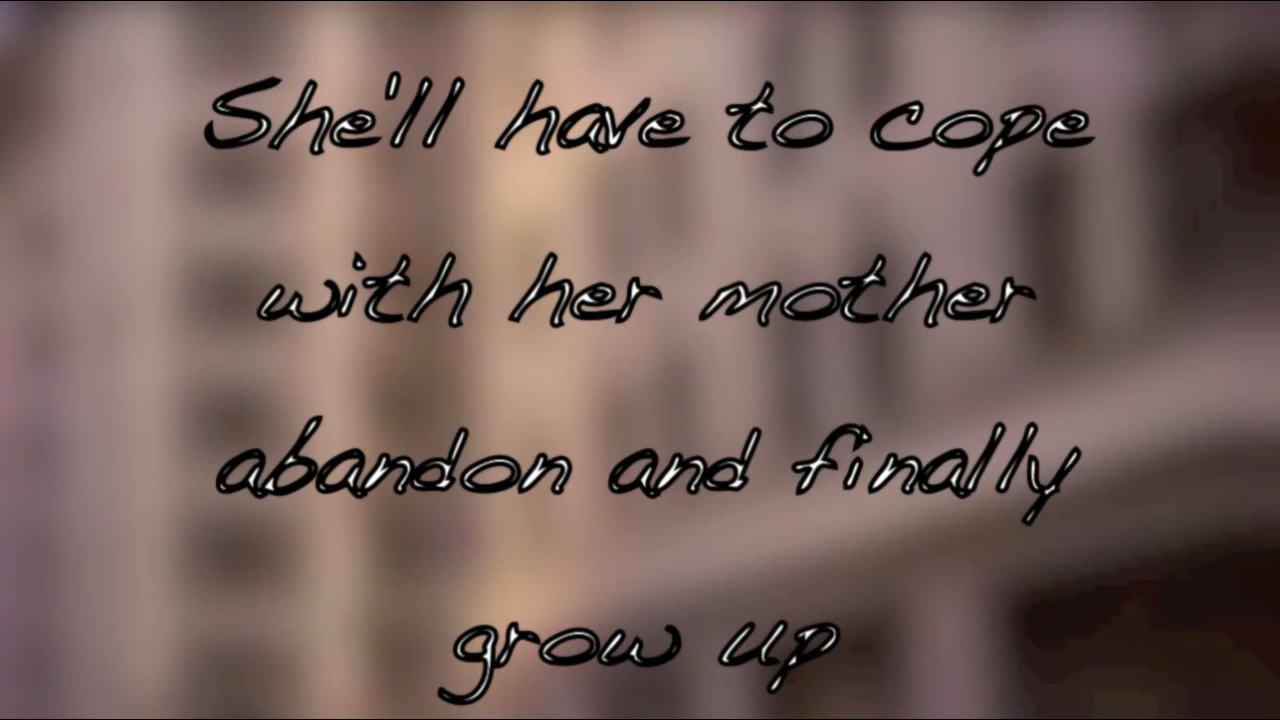 She'll have to cope
with her mother
abandon and finally
grow up